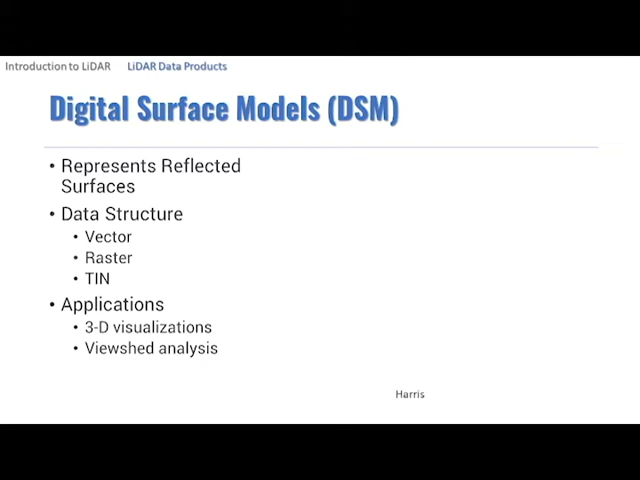 Introduction to LiDAR LiDAR Data Products
Digital Surface Models (DSM)
• Represents Reflected
Surfaces
• Data Structure
• Vector
• Raster
• TIN
• Applications
• 3-D visualizations
• Viewshed analysis
Harris